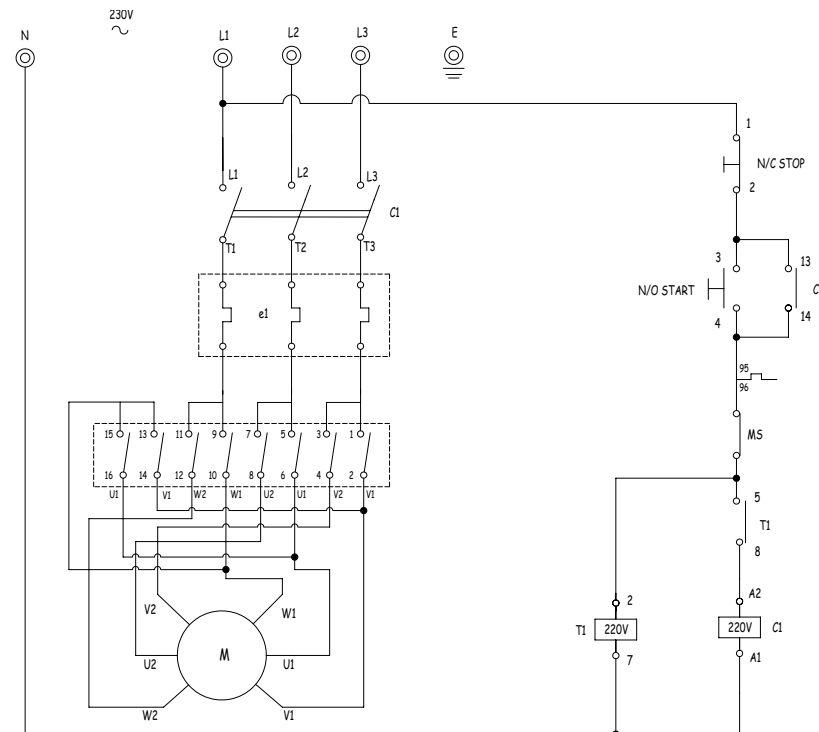 230V
N L1 L2 L3 E
1
N/C STOP
2
L1 L2 L3
C1
T1 T2 T3
3 13
N/O START C
4 14
e1
95
96
15 13 11 9 7 5 3 1
MS
16 14 12 10 8 6 4 2
U1 V1 W2 W1 U2 U1 V2 V1
5
T1
8
V2 W1
A2
2
T1 220V 220V C1
M
U2 U1
7 A1
W2 V1